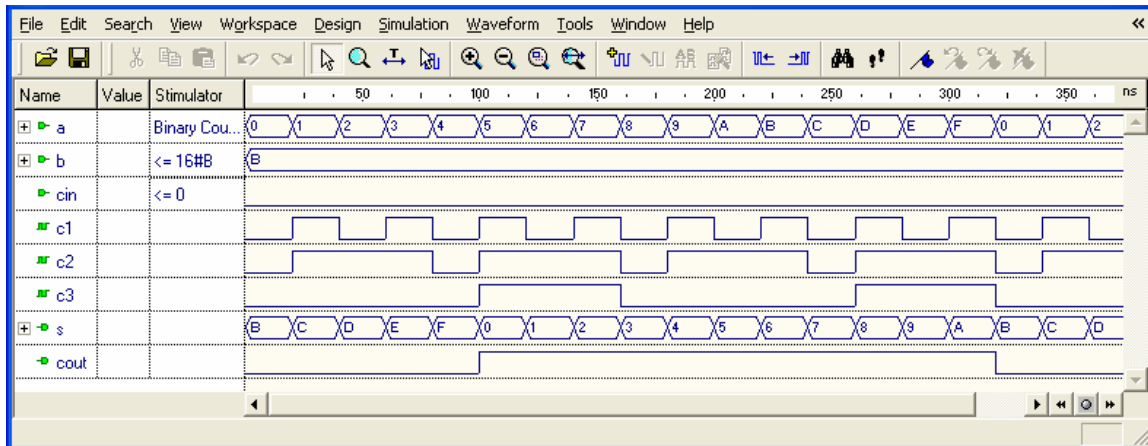 File Edit Search View Workspace Design Simulation Waveform Tools Window Help
Name Value Stimulator 50 100 150 200 250 300 350 ns
a Binary Cou... 0 1 2 3 4 5 6 7 8 9 A B C D E F 0 1 2
b <= 16#B B
cin <= 0
c1
c2
c3
s B C D E F 0 1 2 3 4 5 6 7 8 9 A B C D
cout